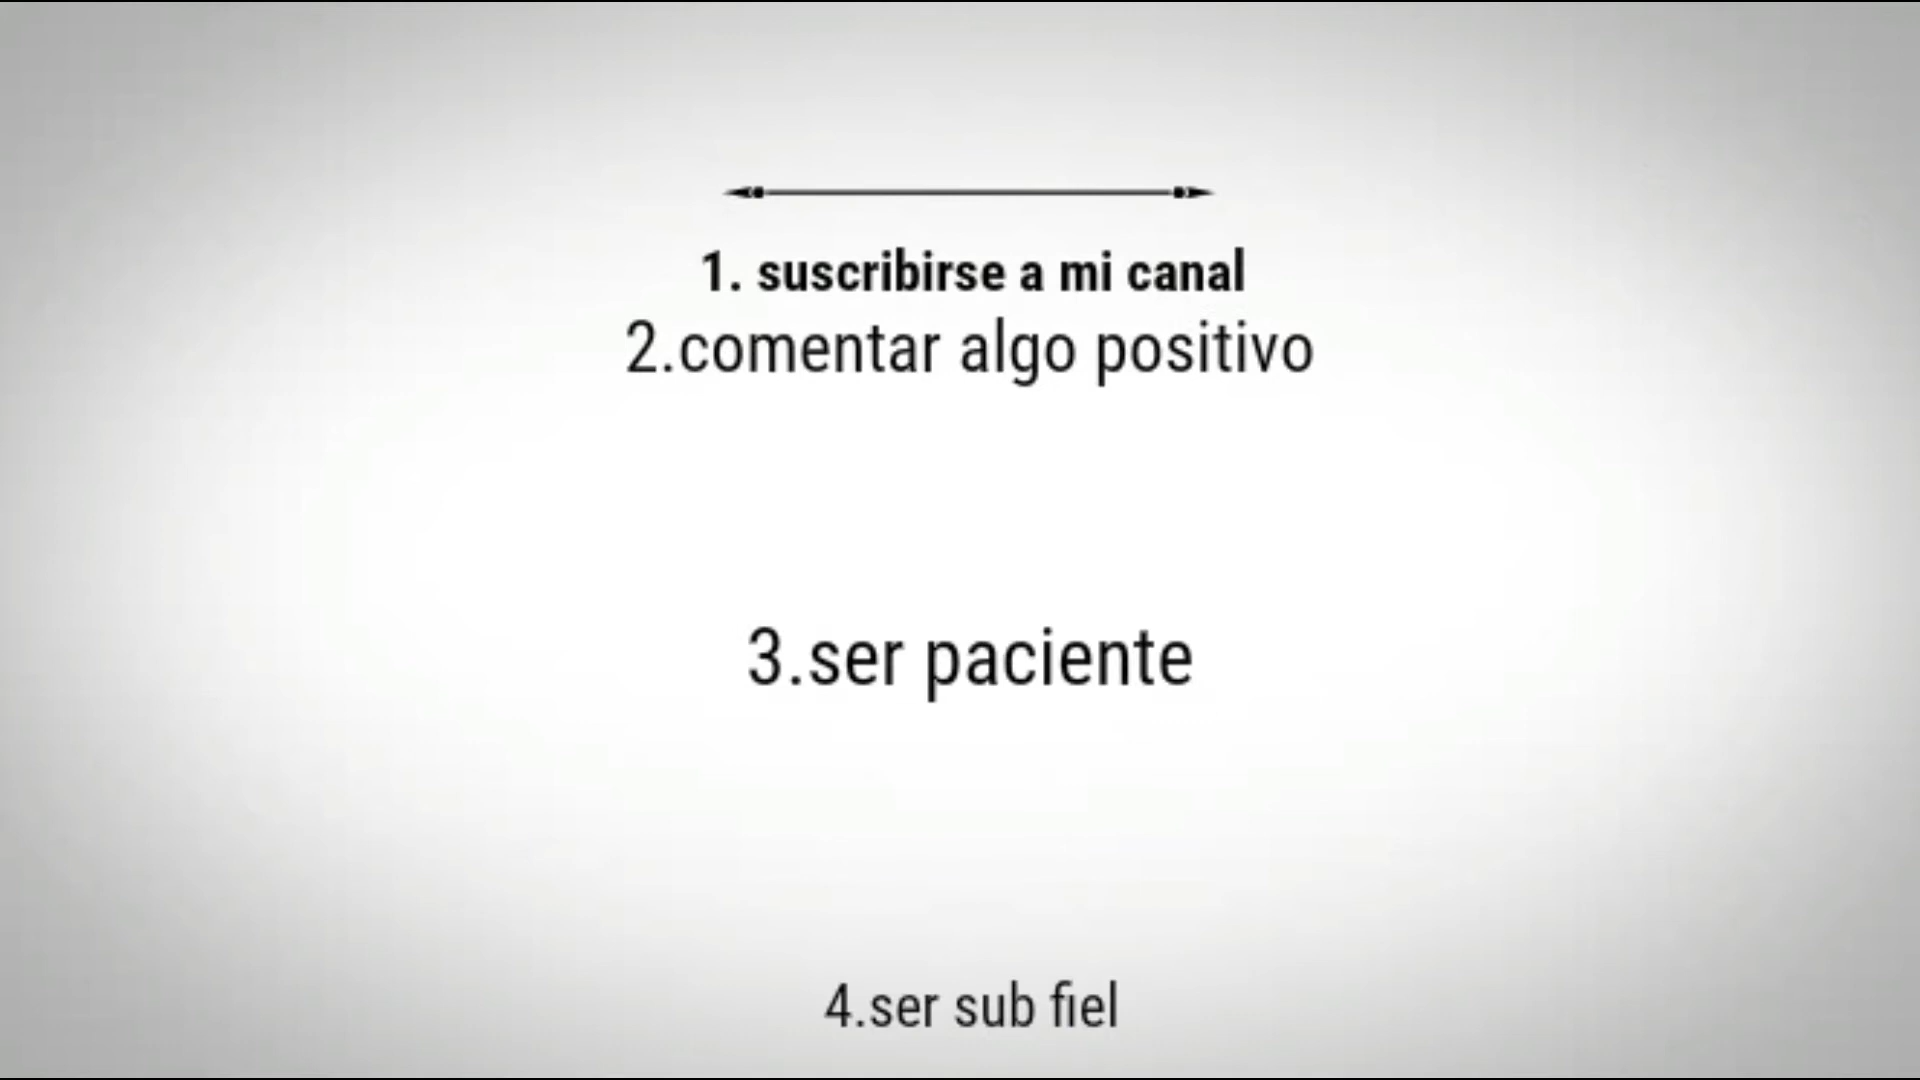 1. suscribirse a mi canal
2.comentar algo positivo
3.ser paciente
4.ser sub fiel